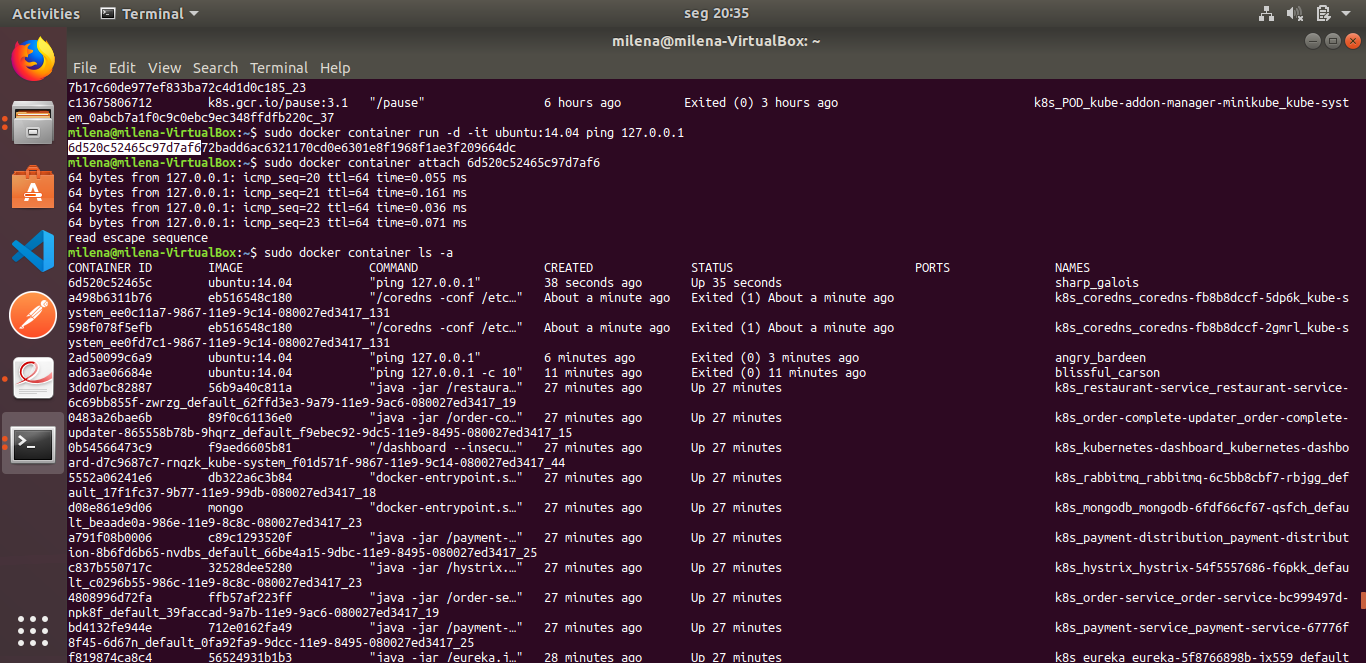 Activities Terminal seg 20:35
milena@milena-VirtualBox: ~
File Edit View Search Terminal Help
7b17c60de977ef833ba72c4d1d0c185_23
c13675806712 k8s.gcr.io/pause:3.1 "/pause" 6 hours ago Exited (0) 3 hours ago k8s_POD_kube-addon-manager-minikube_kube-syst
em_0abcb7a1f0c9c0ebc9ec348ffdfb220c_37
milena@milena-VirtualBox:~$ sudo docker container run -d -it ubuntu:14.04 ping 127.0.0.1
6d520c52465c97d7af672badd6ac6321170cd0e6301e8f1968f1ae3f209664dc
milena@milena-VirtualBox:~$ sudo docker container attach 6d520c52465c97d7af6
64 bytes from 127.0.0.1: icmp_seq=20 ttl=64 time=0.055 ms
64 bytes from 127.0.0.1: icmp_seq=21 ttl=64 time=0.161 ms
64 bytes from 127.0.0.1: icmp_seq=22 ttl=64 time=0.036 ms
64 bytes from 127.0.0.1: icmp_seq=23 ttl=64 time=0.071 ms
read escape sequence
milena@milena-VirtualBox:~$ sudo docker container ls -a
CONTAINER ID IMAGE COMMAND CREATED STATUS PORTS NAMES
6d520c52465c ubuntu:14.04 "ping 127.0.0.1" 38 seconds ago Up 35 seconds sharp_galois
a498b6311b76 eb516548c180 "/coredns -conf /etc…" About a minute ago Exited (1) About a minute ago k8s_coredns_coredns-fb8b8dccf-5dp6k_kube-s
ystem_ee0c11a7-9867-11e9-9c14-080027ed3417_131
598f078f5efb eb516548c180 "/coredns -conf /etc…" About a minute ago Exited (1) About a minute ago k8s_coredns_coredns-fb8b8dccf-2gmrl_kube-s
ystem_ee0fd7c1-9867-11e9-9c14-080027ed3417_131
2ad50099c6a9 ubuntu:14.04 "ping 127.0.0.1" 6 minutes ago Exited (0) 3 minutes ago angry_bardeen
ad63ae06684e ubuntu:14.04 "ping 127.0.0.1 -c 10" 11 minutes ago Exited (0) 11 minutes ago blissful_carson
3dd07bc82887 56b9a40c811a "java -jar /restaura…" 27 minutes ago Up 27 minutes k8s_restaurant-service_restaurant-service-
6c69bb855f-zwrzg_default_62ffd3e3-9a79-11e9-9ac6-080027ed3417_19
0483a26bae6b 89f0c61136e0 "java -jar /order-co…" 27 minutes ago Up 27 minutes k8s_order-complete-updater_order-complete-
updater-865558b78b-9hqrz_default_f9ebec92-9dc5-11e9-8495-080027ed3417_15
0b54566473c9 f9aed6605b81 "/dashboard --insecu…" 27 minutes ago Up 27 minutes k8s_kubernetes-dashboard_kubernetes-dashbo
ard-d7c9687c7-rnqzk_kube-system_f01d571f-9867-11e9-9c14-080027ed3417_44
5552a06241e6 db322a6c3b84 "docker-entrypoint.s…" 27 minutes ago Up 27 minutes k8s_rabbitmq_rabbitmq-6c5bb8cbf7-rbjgg_def
ault_17f1fc37-9b77-11e9-99db-080027ed3417_18
d08e861e9d06 mongo "docker-entrypoint.s…" 27 minutes ago Up 27 minutes k8s_mongodb_mongodb-6fdf66cf67-qsfch_defau
lt_beaade0a-986e-11e9-8c8c-080027ed3417_23
a791f08b0006 c89c1293520f "java -jar /payment-…" 27 minutes ago Up 27 minutes k8s_payment-distribution_payment-distribut
ion-8b6fd6b65-nvdbs_default_66be4a15-9dbc-11e9-8495-080027ed3417_25
c837b550717c 32528dee5280 "java -jar /hystrix.…" 27 minutes ago Up 27 minutes k8s_hystrix_hystrix-54f5557686-f6pkk_defau
lt_c0296b55-986c-11e9-8c8c-080027ed3417_23
4808996d72fa ffb57af223ff "java -jar /order-se…" 27 minutes ago Up 27 minutes k8s_order-service_order-service-bc999497d-
npk8f_default_39faccad-9a7b-11e9-9ac6-080027ed3417_19
bd4132fe944e 712e0162fa49 "java -jar /payment-…" 27 minutes ago Up 27 minutes k8s_payment-service_payment-service-67776f
8f45-6d67n_default_0fa92fa9-9dcc-11e9-8495-080027ed3417_25
f819874ca8c4 56524931b1b3 "java -jar /eureka.j…" 28 minutes ago Up 27 minutes k8s_eureka_eureka-5f8766898b-jx559_default